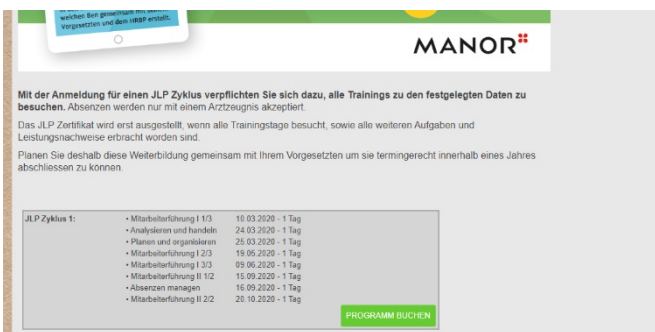 welchen Ben gemeinsam mit
Vorgesetzten und dem HRBP erstellt.
MANOR
Mit der Anmeldung für einen JLP Zyklus verpflichten Sie sich dazu, alle Trainings zu den festgelegten Daten zu
besuchen. Absenzen werden nur mit einem Arztzeugnis akzeptiert.
Das JLP Zertifikat wird erst ausgestellt, wenn alle Trainingstage besucht, sowie alle weiteren Aufgaben und
Leistungsnachweise erbracht worden sind.
Planen Sie deshalb diese Weiterbildung gemeinsam mit Ihrem Vorgesetzten um sie termingerecht innerhalb eines Jahres
abschliessen zu können.
JLP Zyklus 1: • Mitarbeiterführung I 1/3 10.03.2020 - 1 Tag
• Analysieren und handeln 24.03.2020 - 1 Tag
• Planen und organisieren 25.03.2020 - 1 Tag
• Mitarbeiterführung I 2/3 19.05.2020 - 1 Tag
• Mitarbeiterführung I 3/3 09.06.2020 - 1 Tag
• Mitarbeiterführung II 1/2 15.09.2020 - 1 Tag
• Absenzen managen 16.09.2020 - 1 Tag
• Mitarbeiterführung II 2/2 20.10.2020 - 1 Tag
PROGRAMM BUCHEN